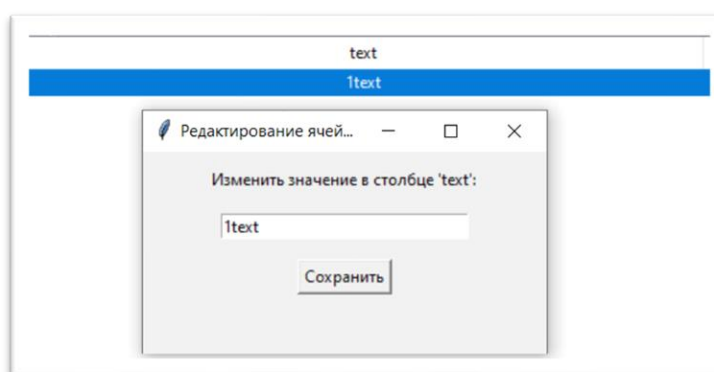 text
1text
Редактирование ячей...
Изменить значение в столбце 'text':
1text
Сохранить